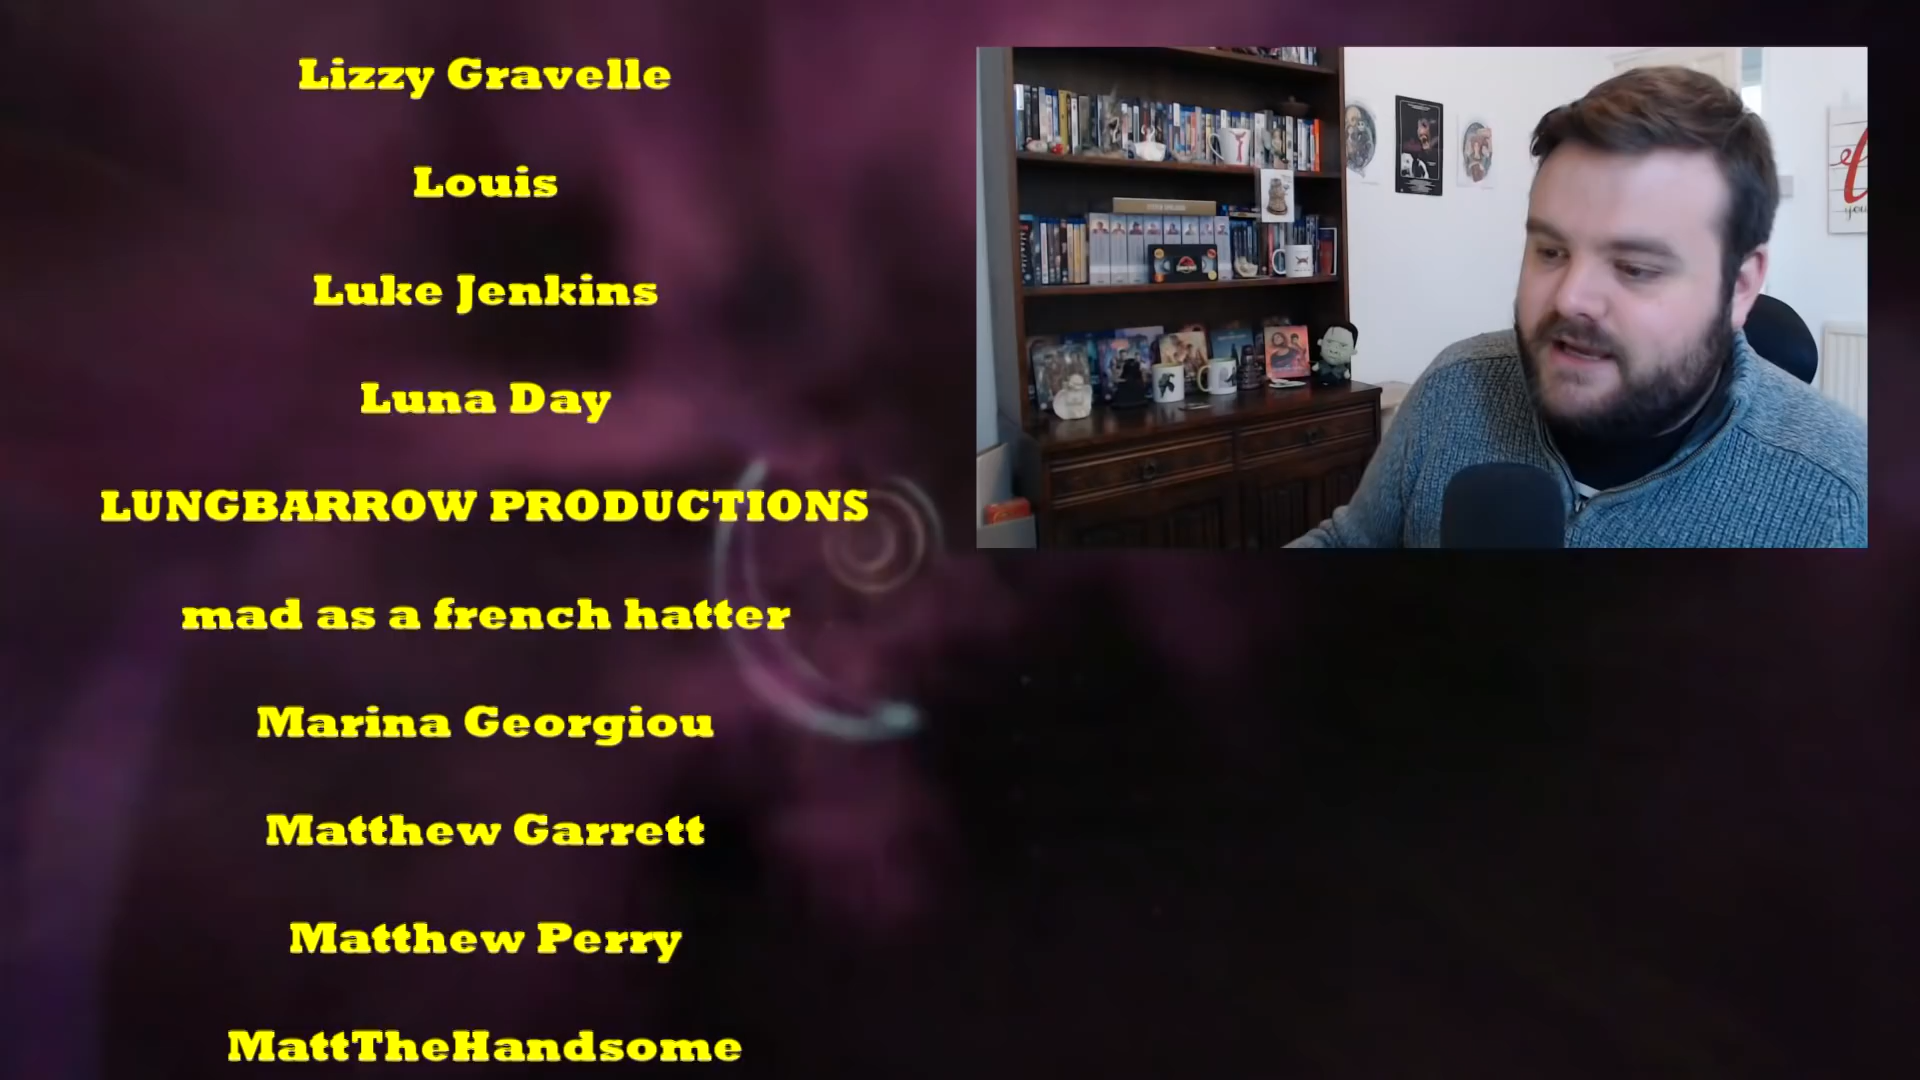 Lizzy Gravelle
Louis
Luke Jenkins
Luna Day
LUNGBARROW PRODUCTIONS
mad as a french hatter
Marina Georgiou
Matthew Garrett
Matthew Perry
MattTheHandsome
you